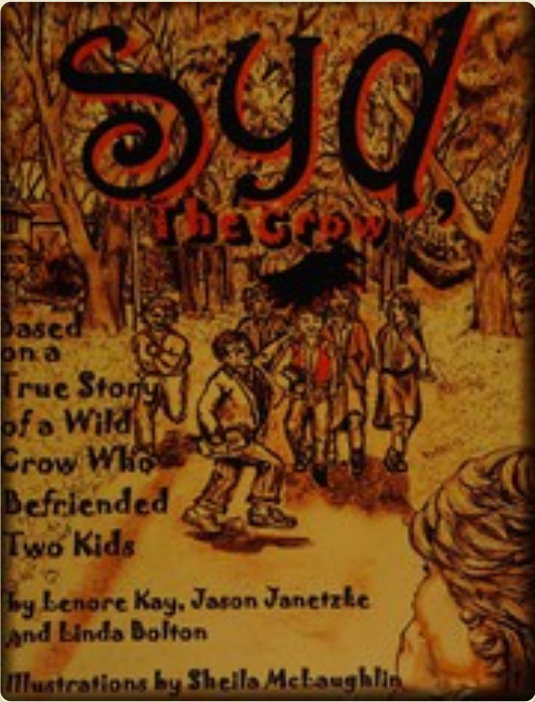 Syd,
The Crow
Based
on a
True Story
of a Wild
Crow Who
Befriended
Two Kids
by Lenore Kay, Jason Janetzke
and Linda Bolton
Illustrations by Sheila McLaughlin